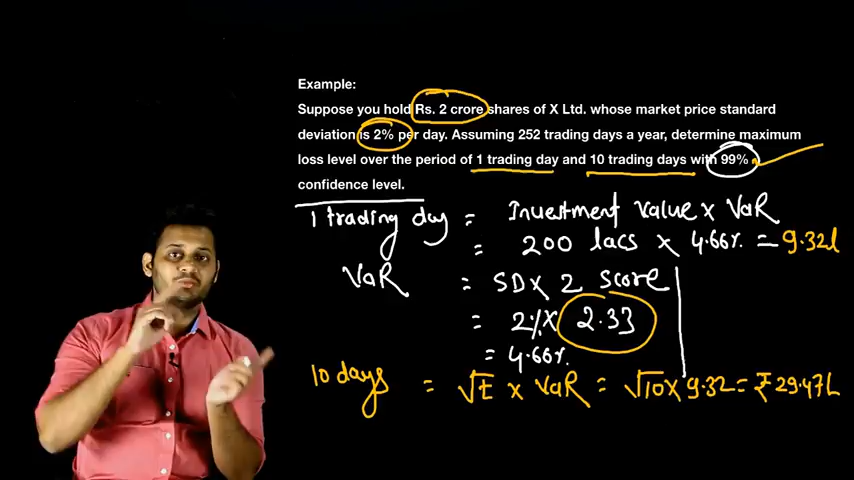 Example:
Suppose you hold Rs. 2 crore shares of X Ltd. whose market price standard
deviation is 2% per day. Assuming 252 trading days a year, determine maximum
loss level over the period of 1 trading day and 10 trading days with 99%
confidence level.
1 trading day = Investment value x VaR
= 200 lacs x 4.66% = 9.32l
VaR = SD x Z score
= 2% x 2.33
= 4.66%
10 days = √t x VaR = √10 x 9.32 = ₹29.47L